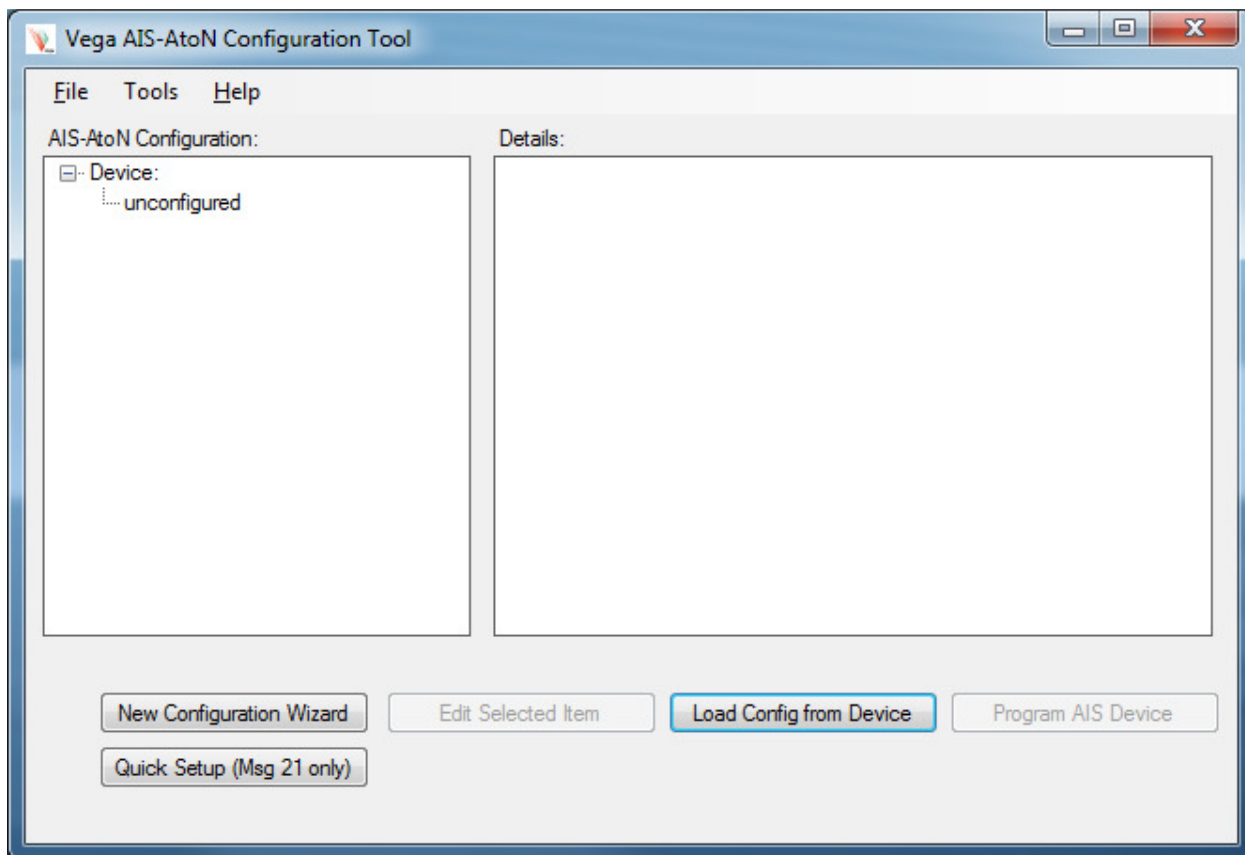 Vega AIS-AtoN Configuration Tool
File Tools Help
AIS-AtoN Configuration: Details:
Device:
unconfigured
New Configuration Wizard Edit Selected Item Load Config from Device Program AIS Device
Quick Setup (Msg 21 only)